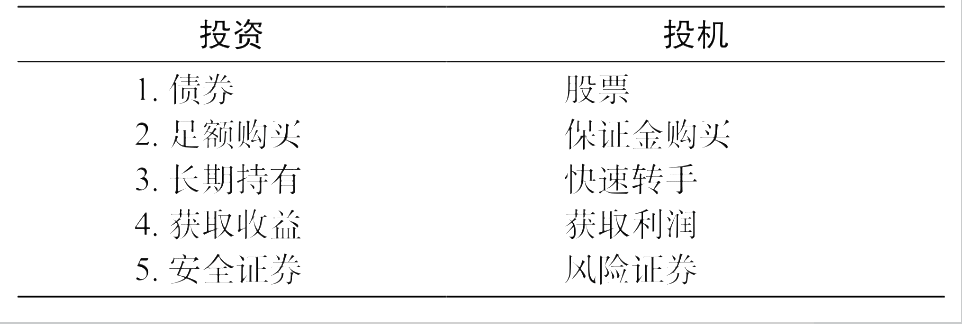 投资 投机
1. 债券 股票
2. 足额购买 保证金购买
3. 长期持有 快速转手
4. 获取收益 获取利润
5. 安全证券 风险证券